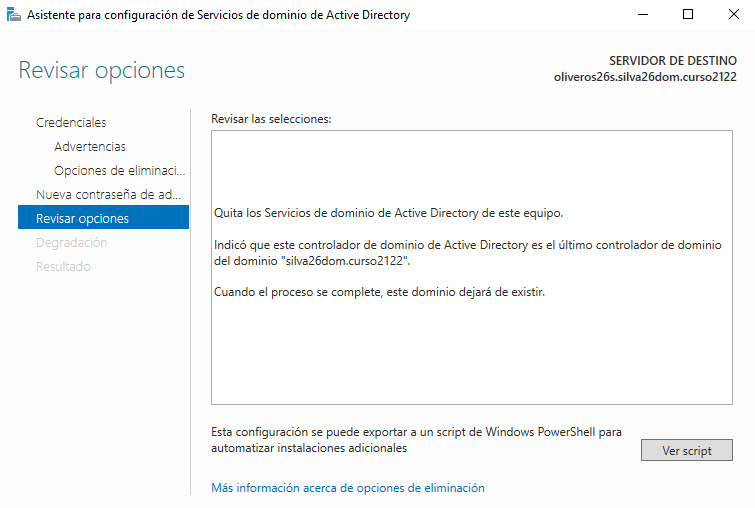 Asistente para configuración de Servicios de dominio de Active Directory
Revisar opciones
SERVIDOR DE DESTINO
oliveros26s.silva26dom.curso2122
Credenciales
Advertencias
Opciones de eliminaci...
Nueva contraseña de ad...
Revisar opciones
Degradación
Resultado
Revisar las selecciones:
Quita los Servicios de dominio de Active Directory de este equipo.
Indicó que este controlador de dominio de Active Directory es el último controlador de dominio
del dominio "silva26dom.curso2122".
Cuando el proceso se complete, este dominio dejará de existir.
Esta configuración se puede exportar a un script de Windows PowerShell para
automatizar instalaciones adicionales
Ver script
Más información acerca de opciones de eliminación